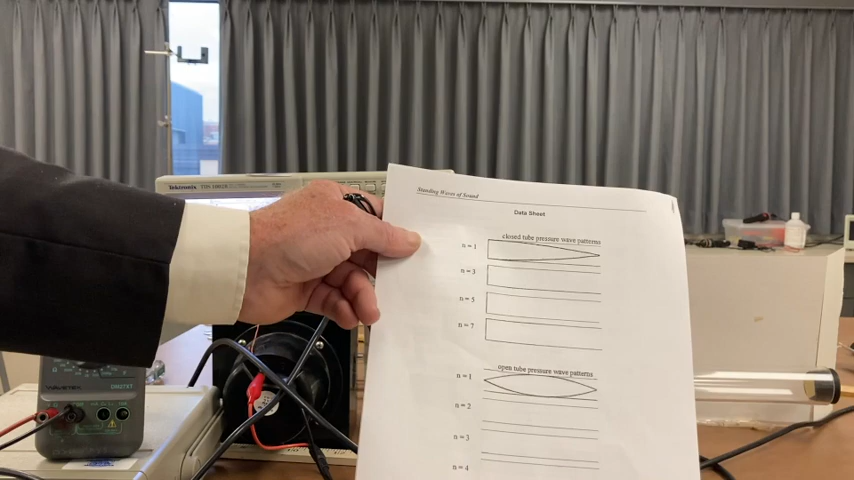 Tektronix
Standing Waves of Sound
Data Sheet
closed tube pressure wave patterns
n = 1
n = 3
n = 5
n = 7
open tube pressure wave patterns
n = 1
n = 2
n = 3
n = 4
WAVETEK